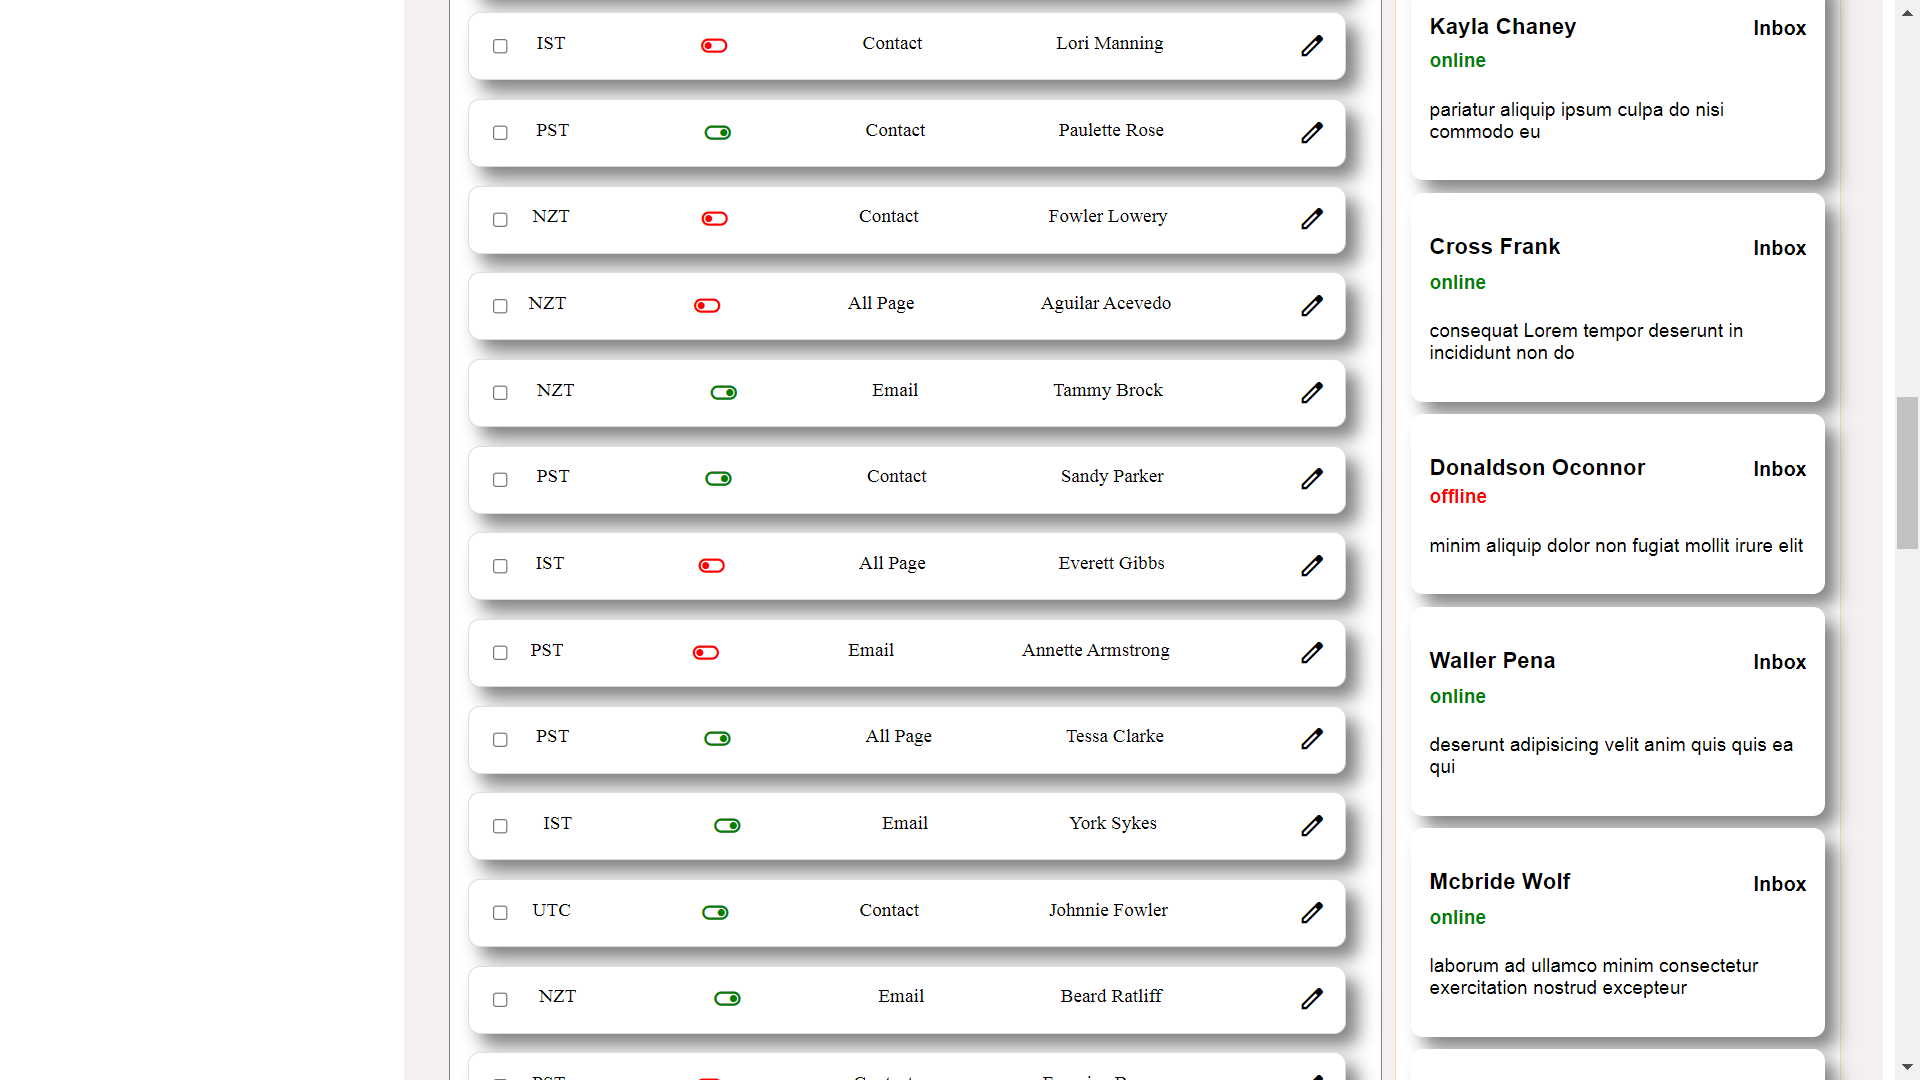 IST Contact Lori Manning
PST Contact Paulette Rose
NZT Contact Fowler Lowery
NZT All Page Aguilar Acevedo
NZT Email Tammy Brock
PST Contact Sandy Parker
IST All Page Everett Gibbs
PST Email Annette Armstrong
PST All Page Tessa Clarke
IST Email York Sykes
UTC Contact Johnnie Fowler
NZT Email Beard Ratliff
Kayla Chaney Inbox
online
pariatur aliquip ipsum culpa do nisi
commodo eu
Cross Frank Inbox
online
consequat Lorem tempor deserunt in
incididunt non do
Donaldson Oconnor Inbox
offline
minim aliquip dolor non fugiat mollit irure elit
Waller Pena Inbox
online
deserunt adipisicing velit anim quis quis ea
qui
Mcbride Wolf Inbox
online
laborum ad ullamco minim consectetur
exercitation nostrud excepteur